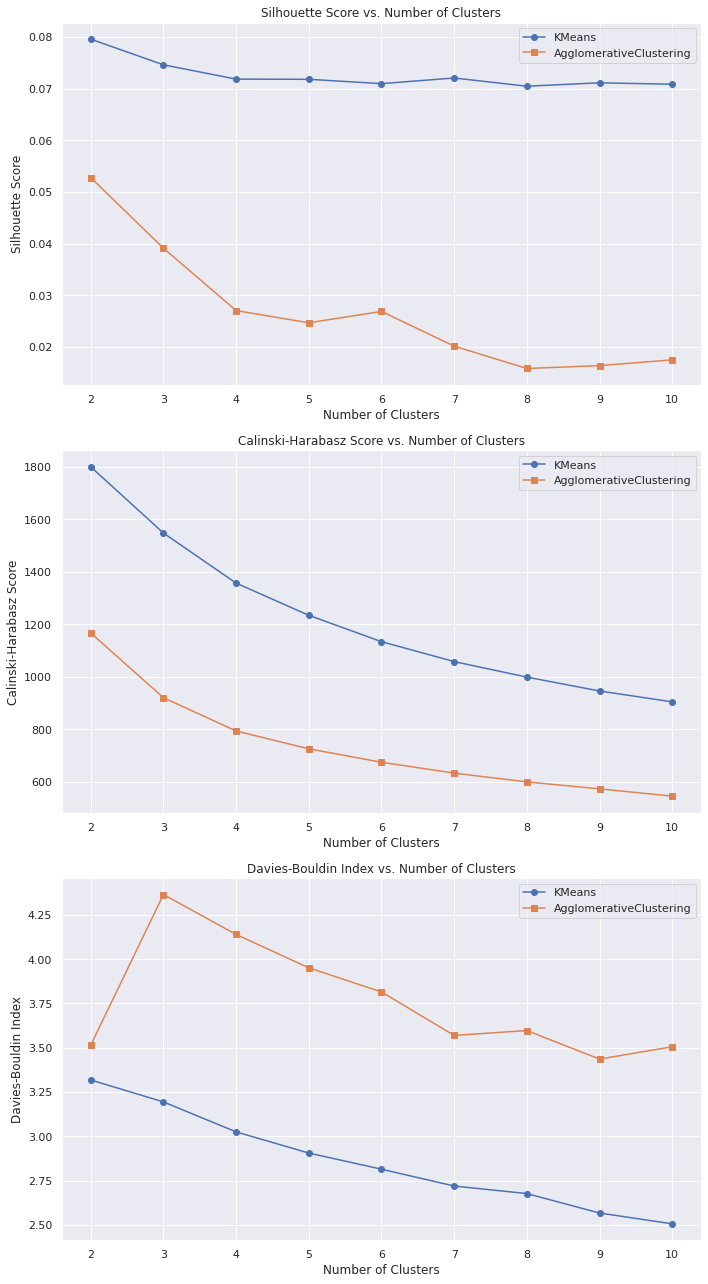 Silhouette Score vs. Number of Clusters
KMeans
AgglomerativeClustering
Silhouette Score
0.08
0.07
0.06
0.05
0.04
0.03
0.02
2 3 4 5 6 7 8 9 10
Number of Clusters
Calinski-Harabasz Score vs. Number of Clusters
KMeans
AgglomerativeClustering
Calinski-Harabasz Score
1800
1600
1400
1200
1000
800
600
2 3 4 5 6 7 8 9 10
Number of Clusters
Davies-Bouldin Index vs. Number of Clusters
KMeans
AgglomerativeClustering
Davies-Bouldin Index
4.25
4.00
3.75
3.50
3.25
3.00
2.75
2.50
2 3 4 5 6 7 8 9 10
Number of Clusters